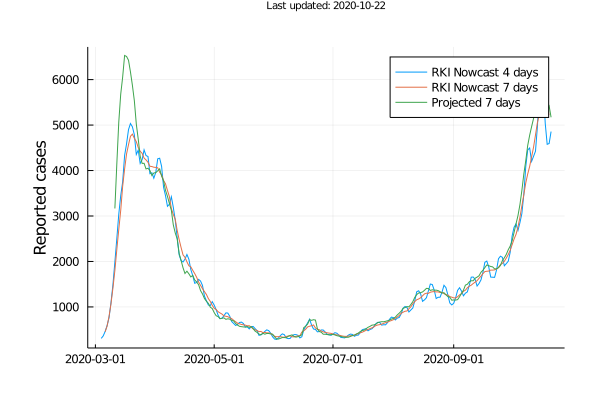 Last updated: 2020-10-22
RKI Nowcast 4 days
RKI Nowcast 7 days
Projected 7 days
Reported cases
6000
5000
4000
3000
2000
1000
2020-03-01 2020-05-01 2020-07-01 2020-09-01